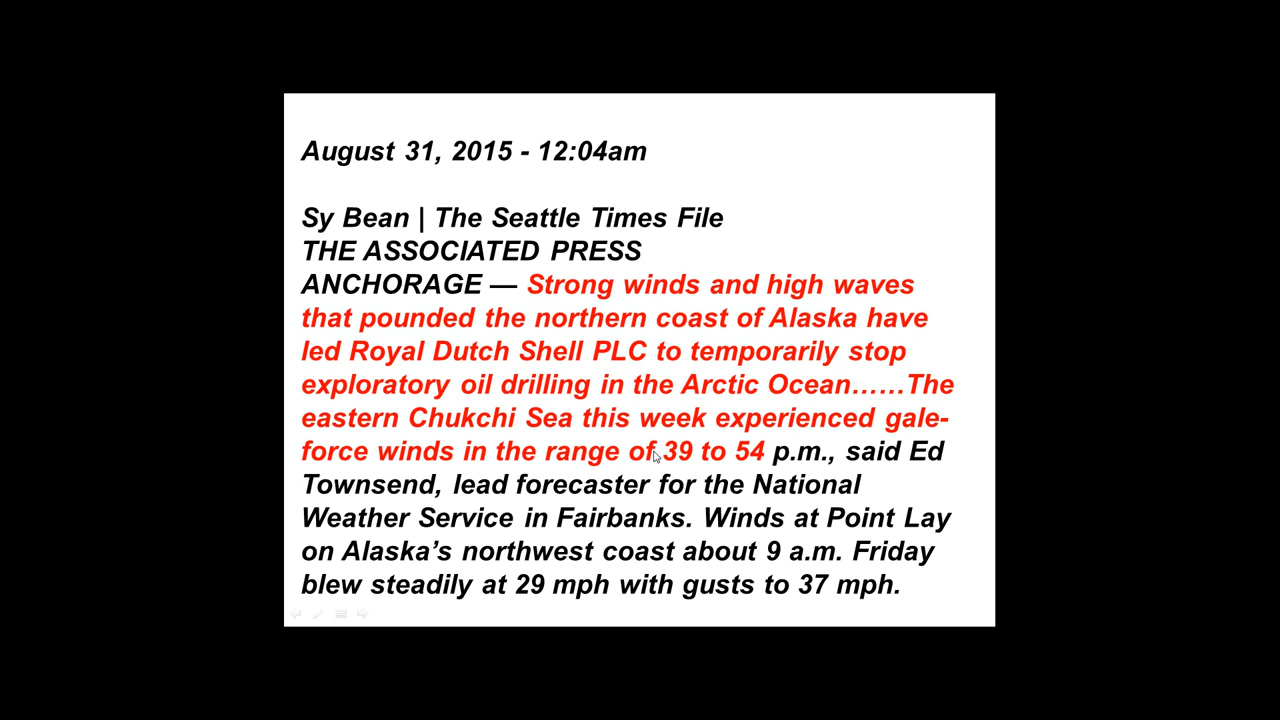 August 31, 2015 - 12:04am
Sy Bean | The Seattle Times File
THE ASSOCIATED PRESS
ANCHORAGE — Strong winds and high waves
that pounded the northern coast of Alaska have
led Royal Dutch Shell PLC to temporarily stop
exploratory oil drilling in the Arctic Ocean……The
eastern Chukchi Sea this week experienced gale-
force winds in the range of 39 to 54 p.m., said Ed
Townsend, lead forecaster for the National
Weather Service in Fairbanks. Winds at Point Lay
on Alaska’s northwest coast about 9 a.m. Friday
blew steadily at 29 mph with gusts to 37 mph.